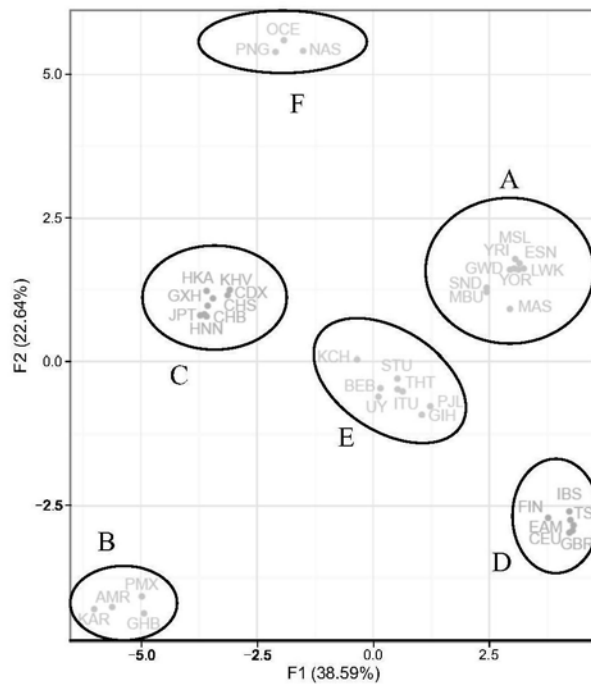 OCE
PNG NAS
5.0
F
A
MSL
YRI ESN
2.5
GWD LWK
YOR
SND
MBU MAS
HKA KHV
GXH CDX
CHS
JPT CHB
HNN
C
F2 (22.64%)
0.0
KCH
STU
BEB THT
UY ITU PJL
GIH
E
-2.5
FIN IBS
TS
EAM
CEU GBR
D
B
PMX
AMR
KAR GHB
-5.0 -2.5 0.0 2.5
F1 (38.59%)